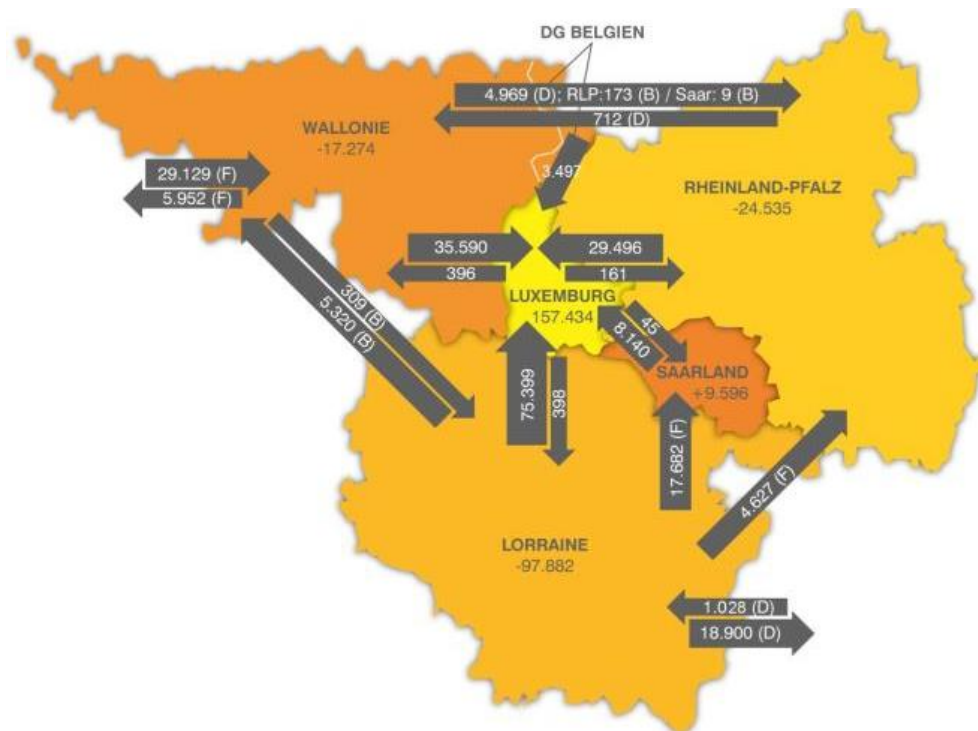 DG BELGIEN
4.969 (D); RLP:173 (B) / Saar: 9 (B)
712 (D)
WALLONIE
-17.274
3.497
29.129 (F)
5.952 (F)
RHEINLAND-PFALZ
-24.535
35.590
29.496
396
161
LUXEMBURG
157.434
309 (B)
5.320 (B)
45
8.140
SAARLAND
+9.596
75.399
398
17.682 (F)
4.627 (F)
LORRAINE
-97.882
1.028 (D)
18.900 (D)